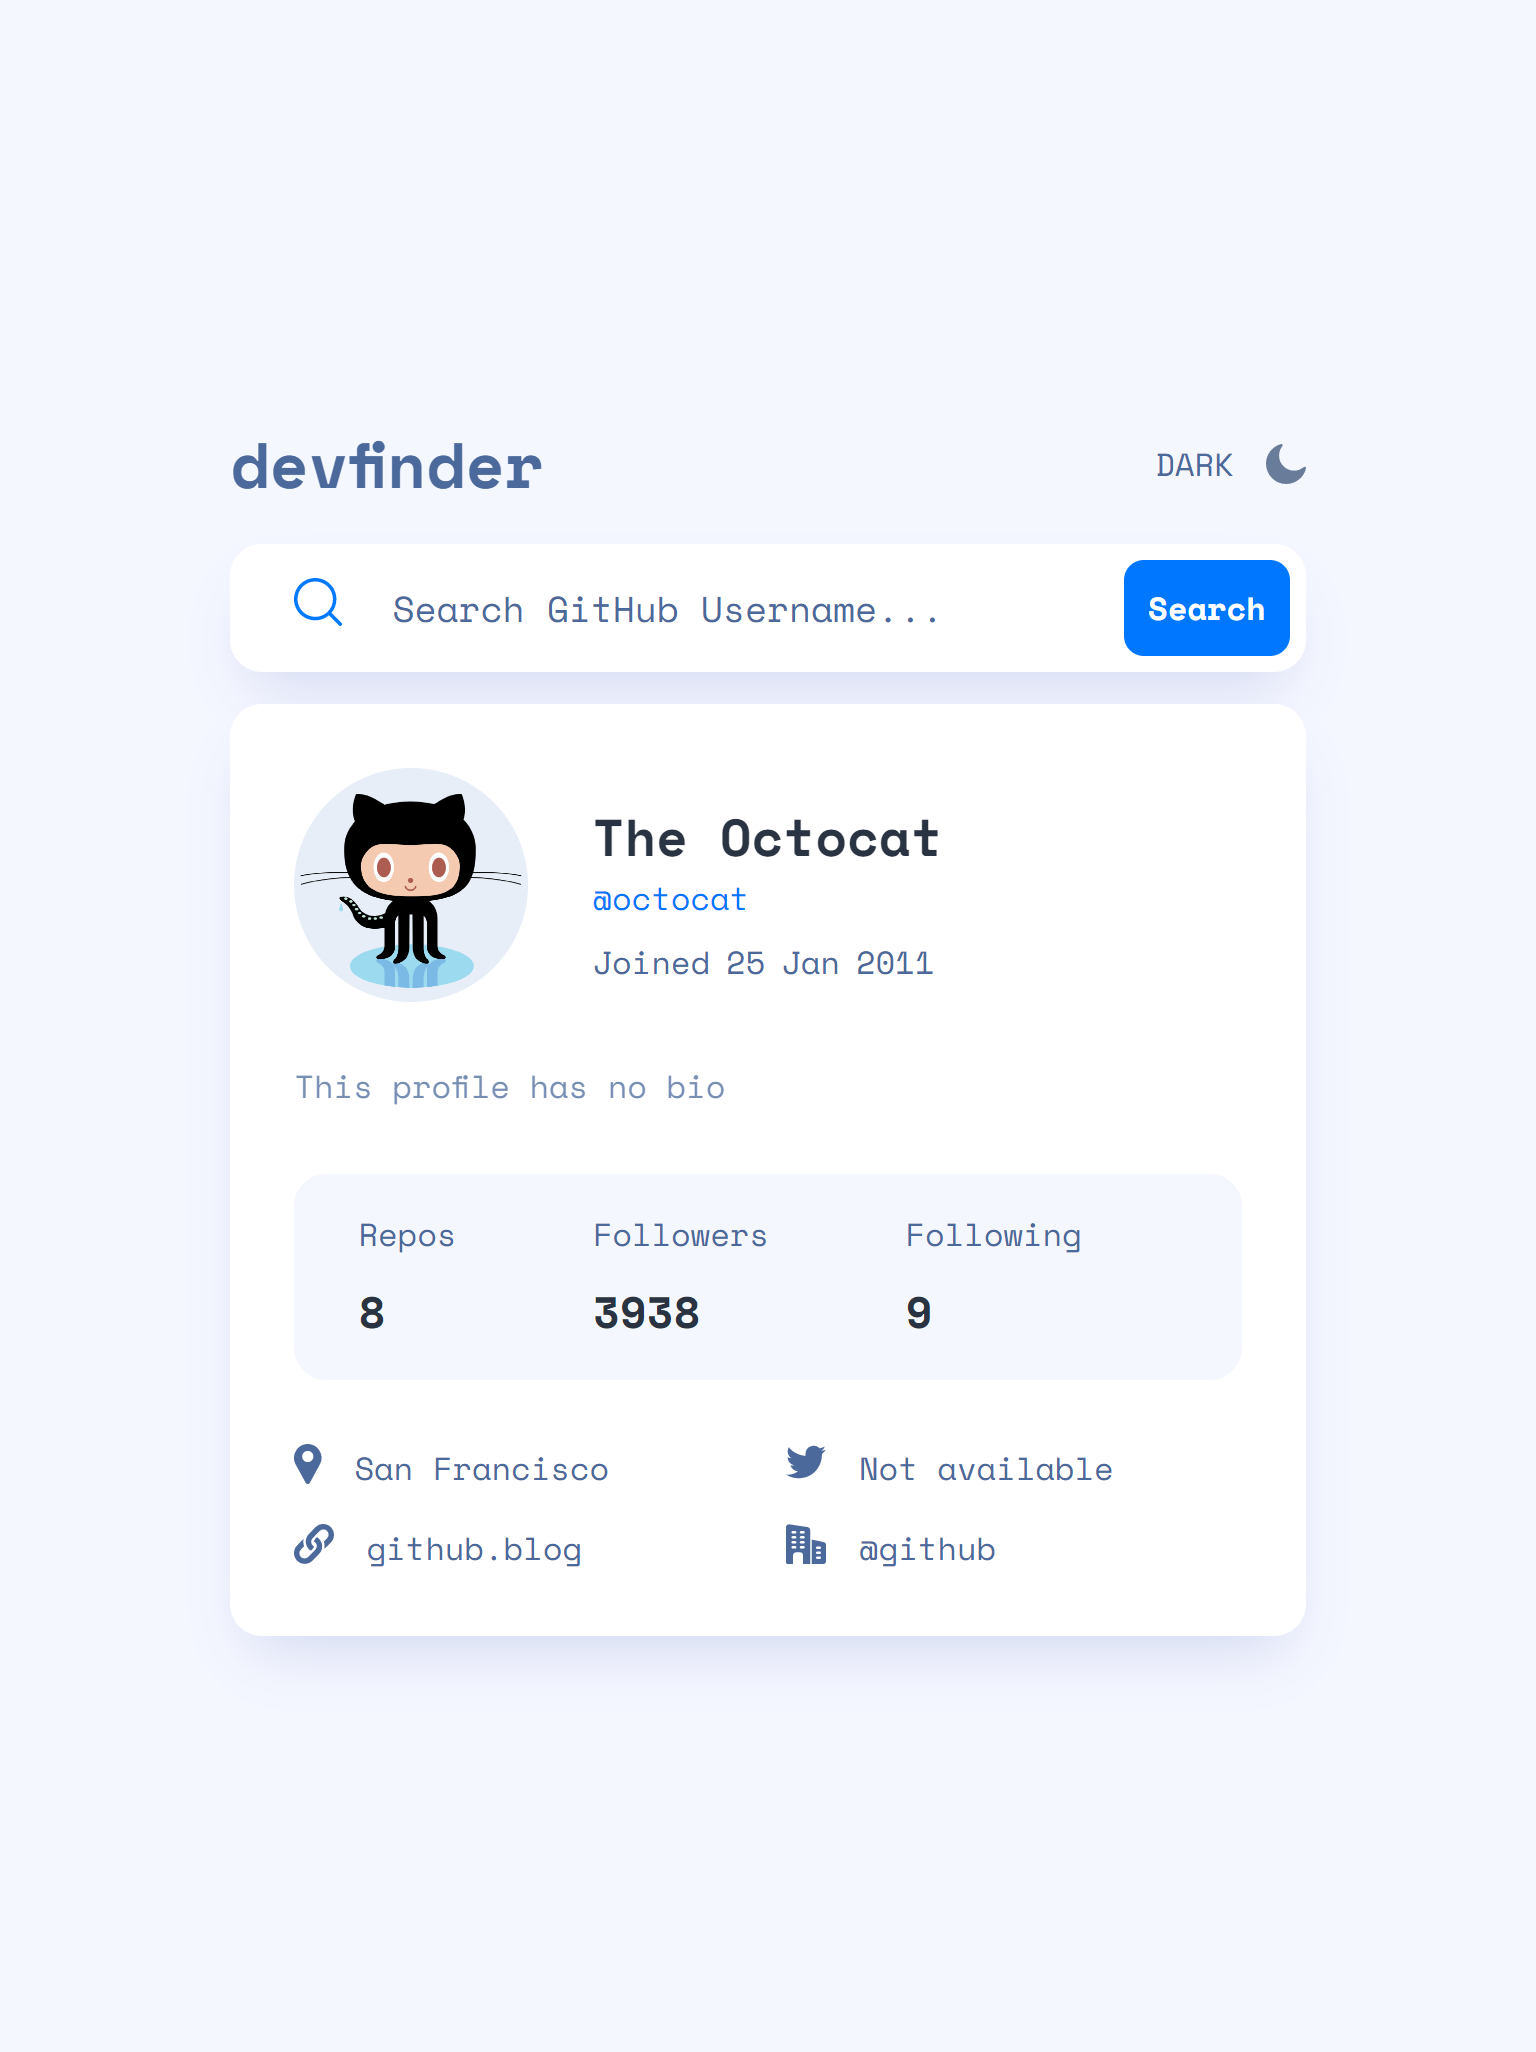 devfinder
DARK
Search GitHub Username...
Search
The Octocat
@octocat
Joined 25 Jan 2011
This profile has no bio
Repos Followers Following
8 3938 9
San Francisco Not available
github.blog @github